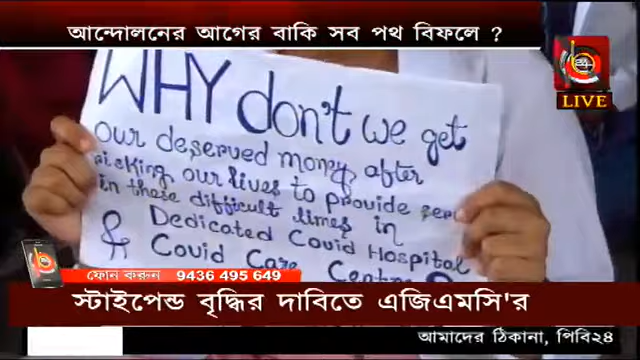 আন্দোলনের আগের বাকি সব পথ বিফলে ?
24
LIVE
WHY don't we get
our deserved money after
risking our lives to provide
in these difficult times in
Dedicated Covid Hospital
& Covid Care Centre ?
ফোন করুন 9436 495 649
স্টাইপেন্ড বৃদ্ধির দাবিতে এজিএমসি'র
আমাদের ঠিকানা, পিবি২৪